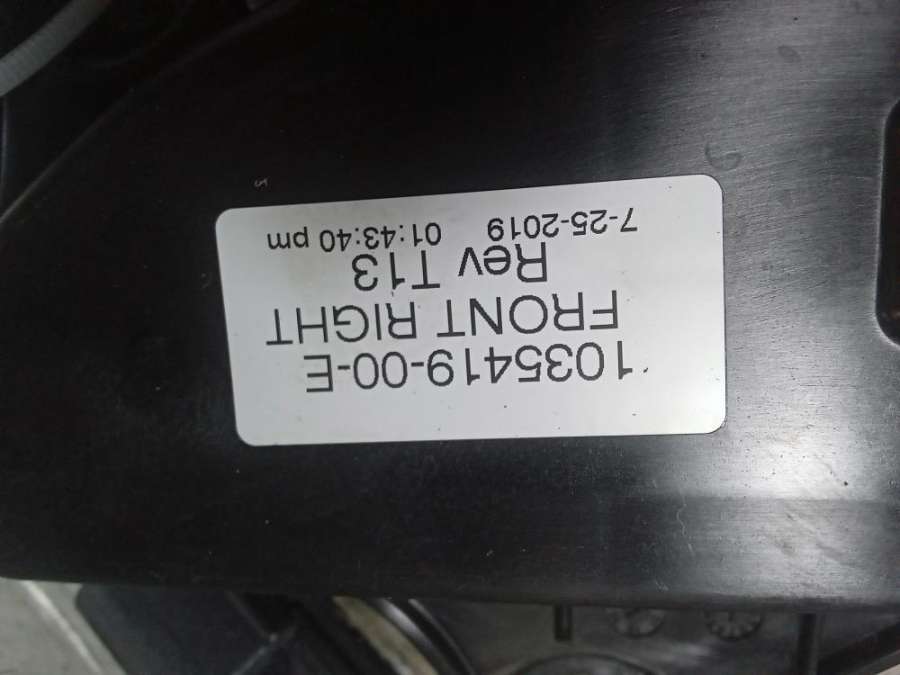 1035419-00-E
FRONT RIGHT
Rev T13
7-25-2019 01:43:40 pm